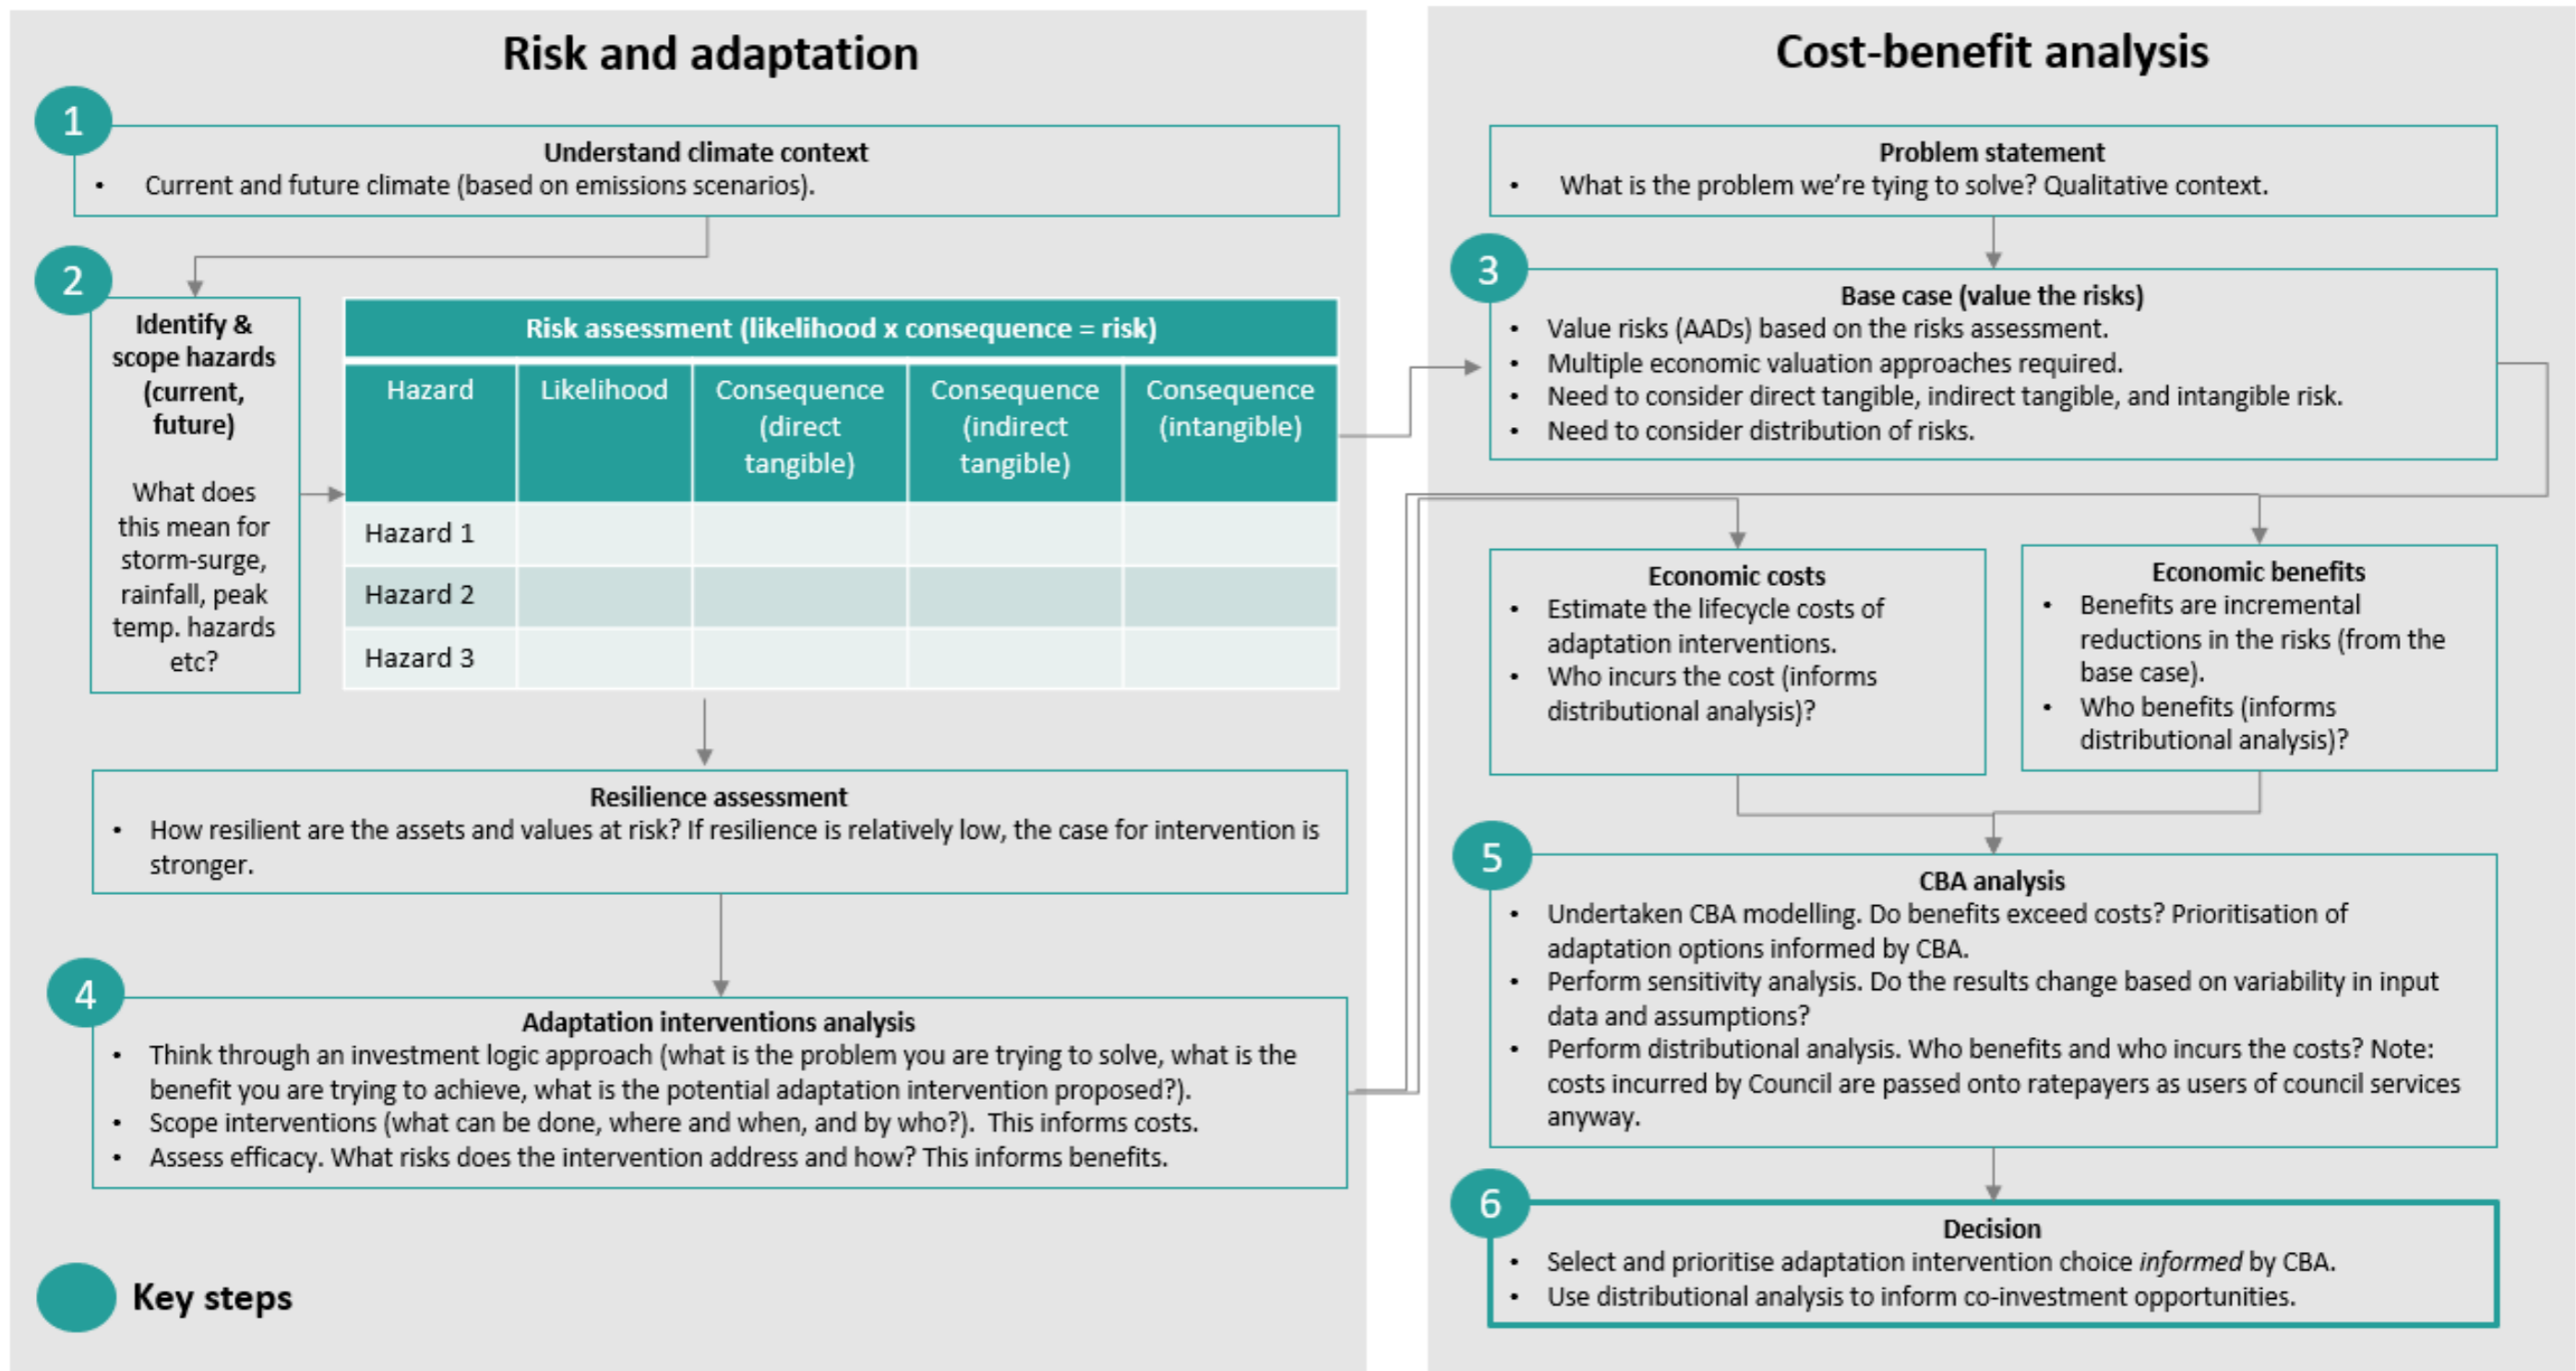 Risk and adaptation
1
Understand climate context
• Current and future climate (based on emissions scenarios).
2
Identify &
scope hazards
(current,
future)
What does
this mean for
storm-surge,
rainfall, peak
temp. hazards
etc?
Risk assessment (likelihood x consequence = risk)
Hazard
Likelihood
Consequence
(direct
tangible)
Consequence
(indirect
tangible)
Consequence
(intangible)
Hazard 1
Hazard 2
Hazard 3
Resilience assessment
• How resilient are the assets and values at risk? If resilience is relatively low, the case for intervention is
stronger.
4
Adaptation interventions analysis
• Think through an investment logic approach (what is the problem you are trying to solve, what is the
benefit you are trying to achieve, what is the potential adaptation intervention proposed?).
• Scope interventions (what can be done, where and when, and by who?). This informs costs.
• Assess efficacy. What risks does the intervention address and how? This informs benefits.
Key steps
Cost-benefit analysis
Problem statement
• What is the problem we’re tying to solve? Qualitative context.
3
Base case (value the risks)
• Value risks (AADs) based on the risks assessment.
• Multiple economic valuation approaches required.
• Need to consider direct tangible, indirect tangible, and intangible risk.
• Need to consider distribution of risks.
Economic costs
• Estimate the lifecycle costs of
adaptation interventions.
• Who incurs the cost (informs
distributional analysis)?
Economic benefits
• Benefits are incremental
reductions in the risks (from the
base case).
• Who benefits (informs
distributional analysis)?
5
CBA analysis
• Undertaken CBA modelling. Do benefits exceed costs? Prioritisation of
adaptation options informed by CBA.
• Perform sensitivity analysis. Do the results change based on variability in input
data and assumptions?
• Perform distributional analysis. Who benefits and who incurs the costs? Note:
costs incurred by Council are passed onto ratepayers as users of council services
anyway.
6
Decision
• Select and prioritise adaptation intervention choice informed by CBA.
• Use distributional analysis to inform co-investment opportunities.